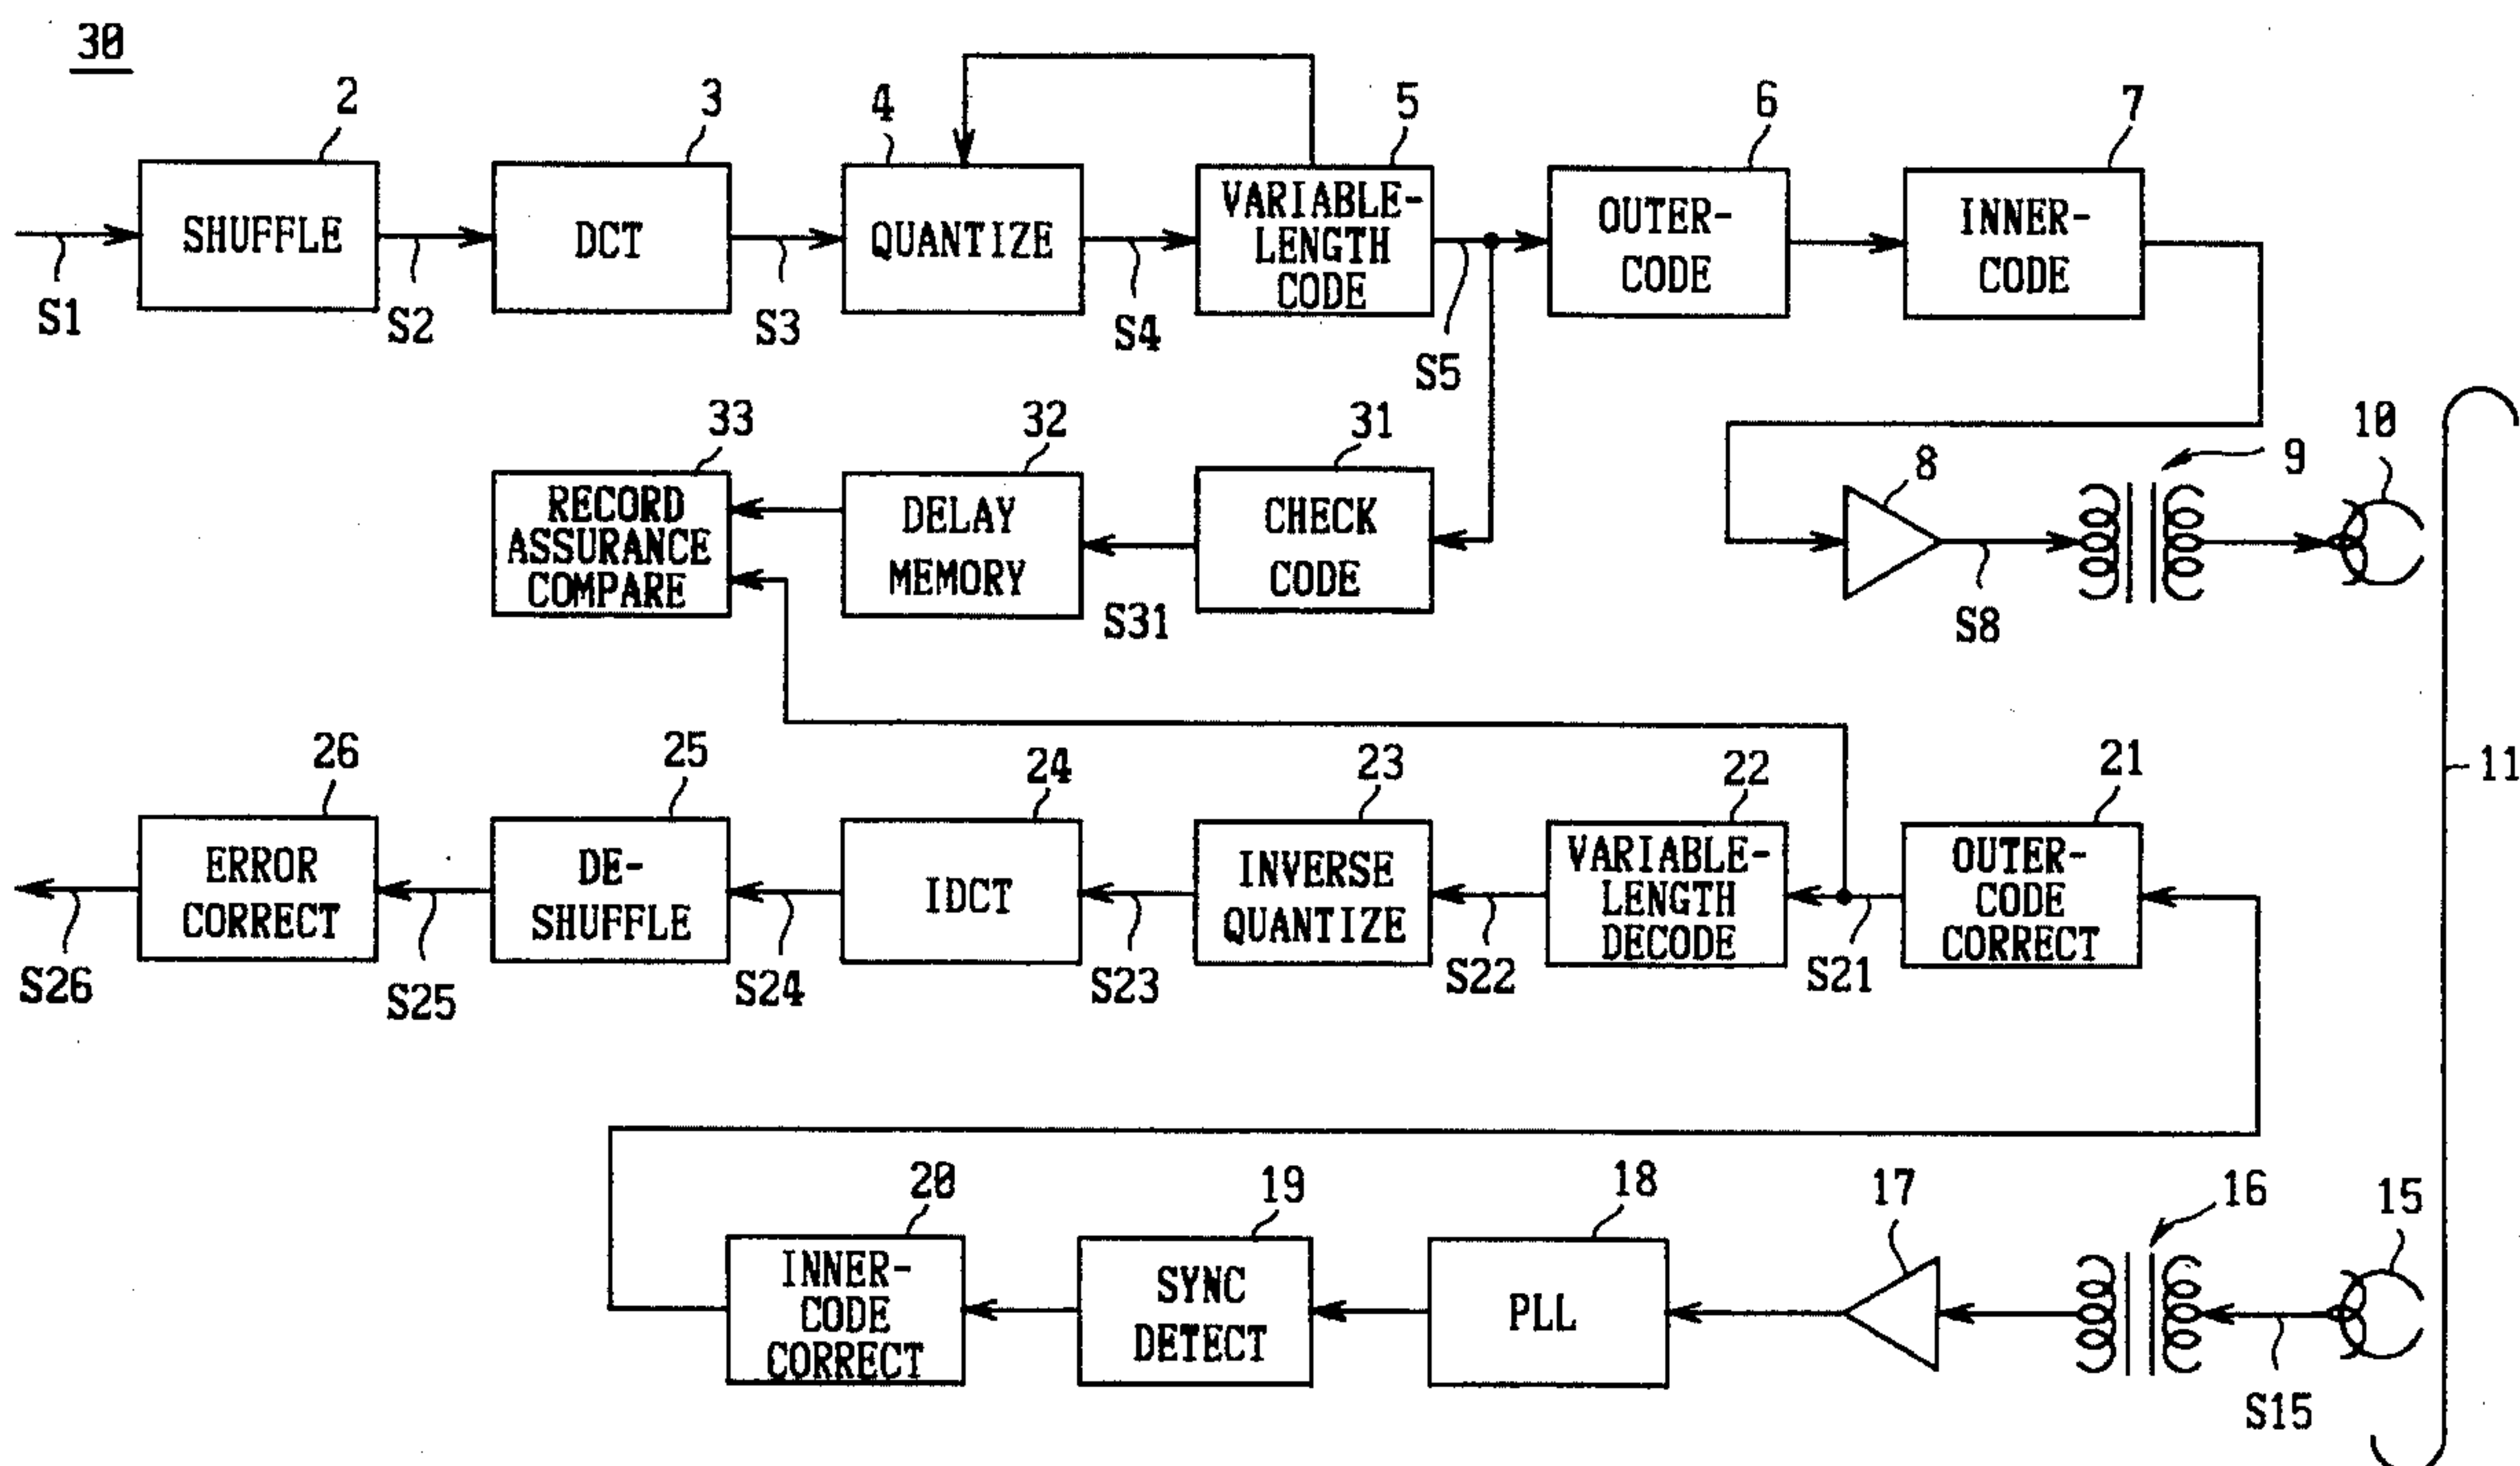 30
2
3
4
5
6
7
SHUFFLE
DCT
QUANTIZE
VARIABLE-
LENGTH
CODE
OUTER-
CODE
INNER-
CODE
S1
S2
S3
S4
S5
33
32
31
8
9
10
RECORD
ASSURANCE
COMPARE
DELAY
MEMORY
CHECK
CODE
S31
S8
11
26
25
24
23
22
21
ERROR
CORRECT
DE-
SHUFFLE
IDCT
INVERSE
QUANTIZE
VARIABLE-
LENGTH
DECODE
OUTER-
CODE
CORRECT
S26
S25
S24
S23
S22
S21
20
19
18
17
16
15
INNER-
CODE
CORRECT
SYNC
DETECT
PLL
S15